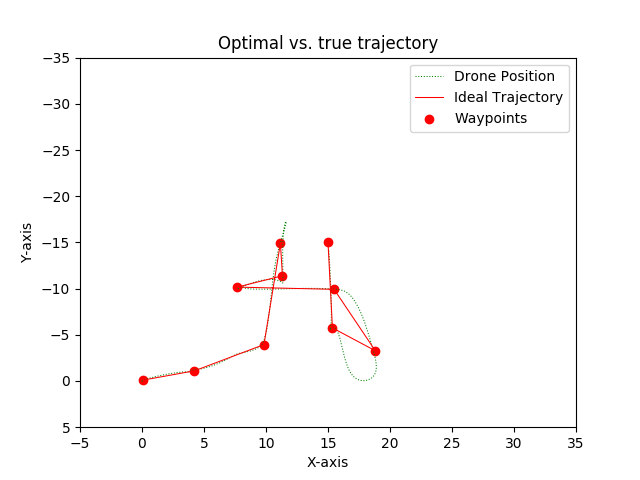 Optimal vs. true trajectory
Drone Position
Ideal Trajectory
Waypoints
Y-axis
−35
−30
−25
−20
−15
−10
−5
0
5
−5 0 5 10 15 20 25 30 35
X-axis